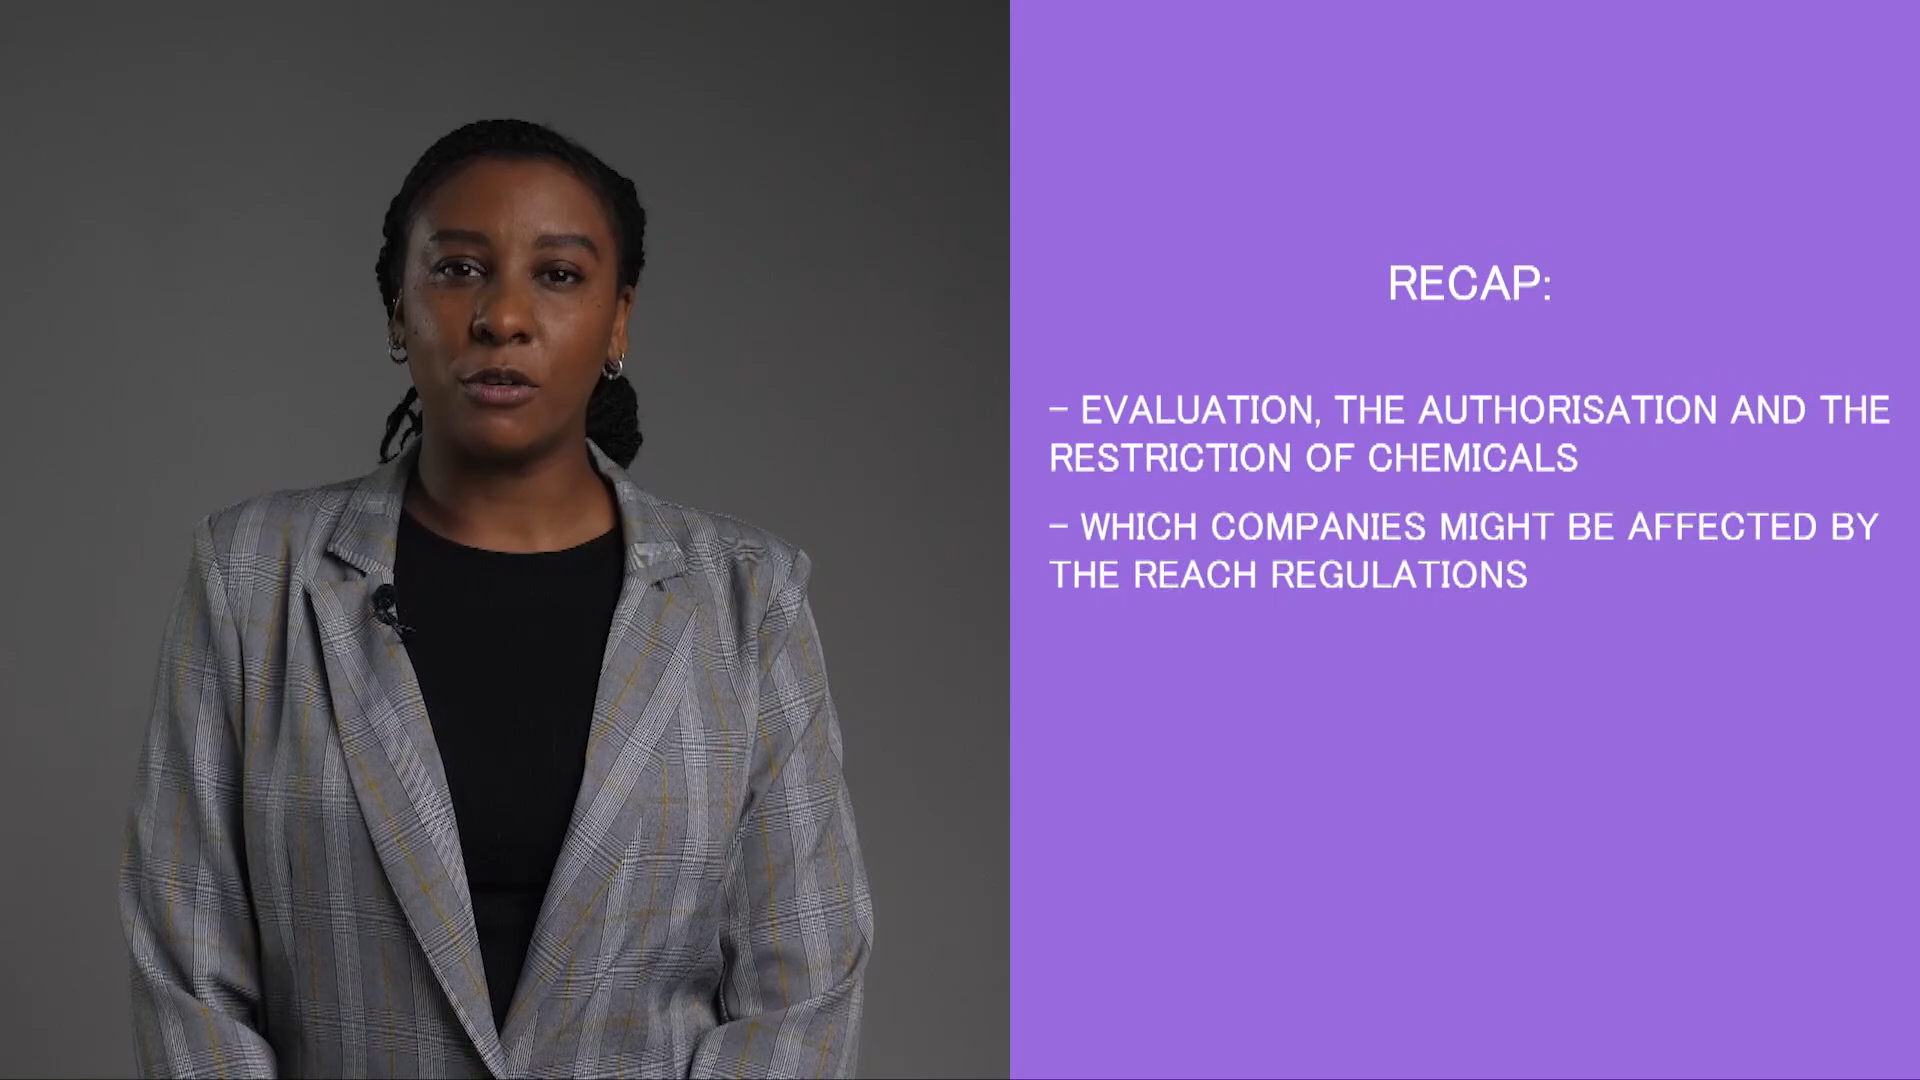 RECAP:
– EVALUATION, THE AUTHORISATION AND THE
RESTRICTION OF CHEMICALS
– WHICH COMPANIES MIGHT BE AFFECTED BY
THE REACH REGULATIONS